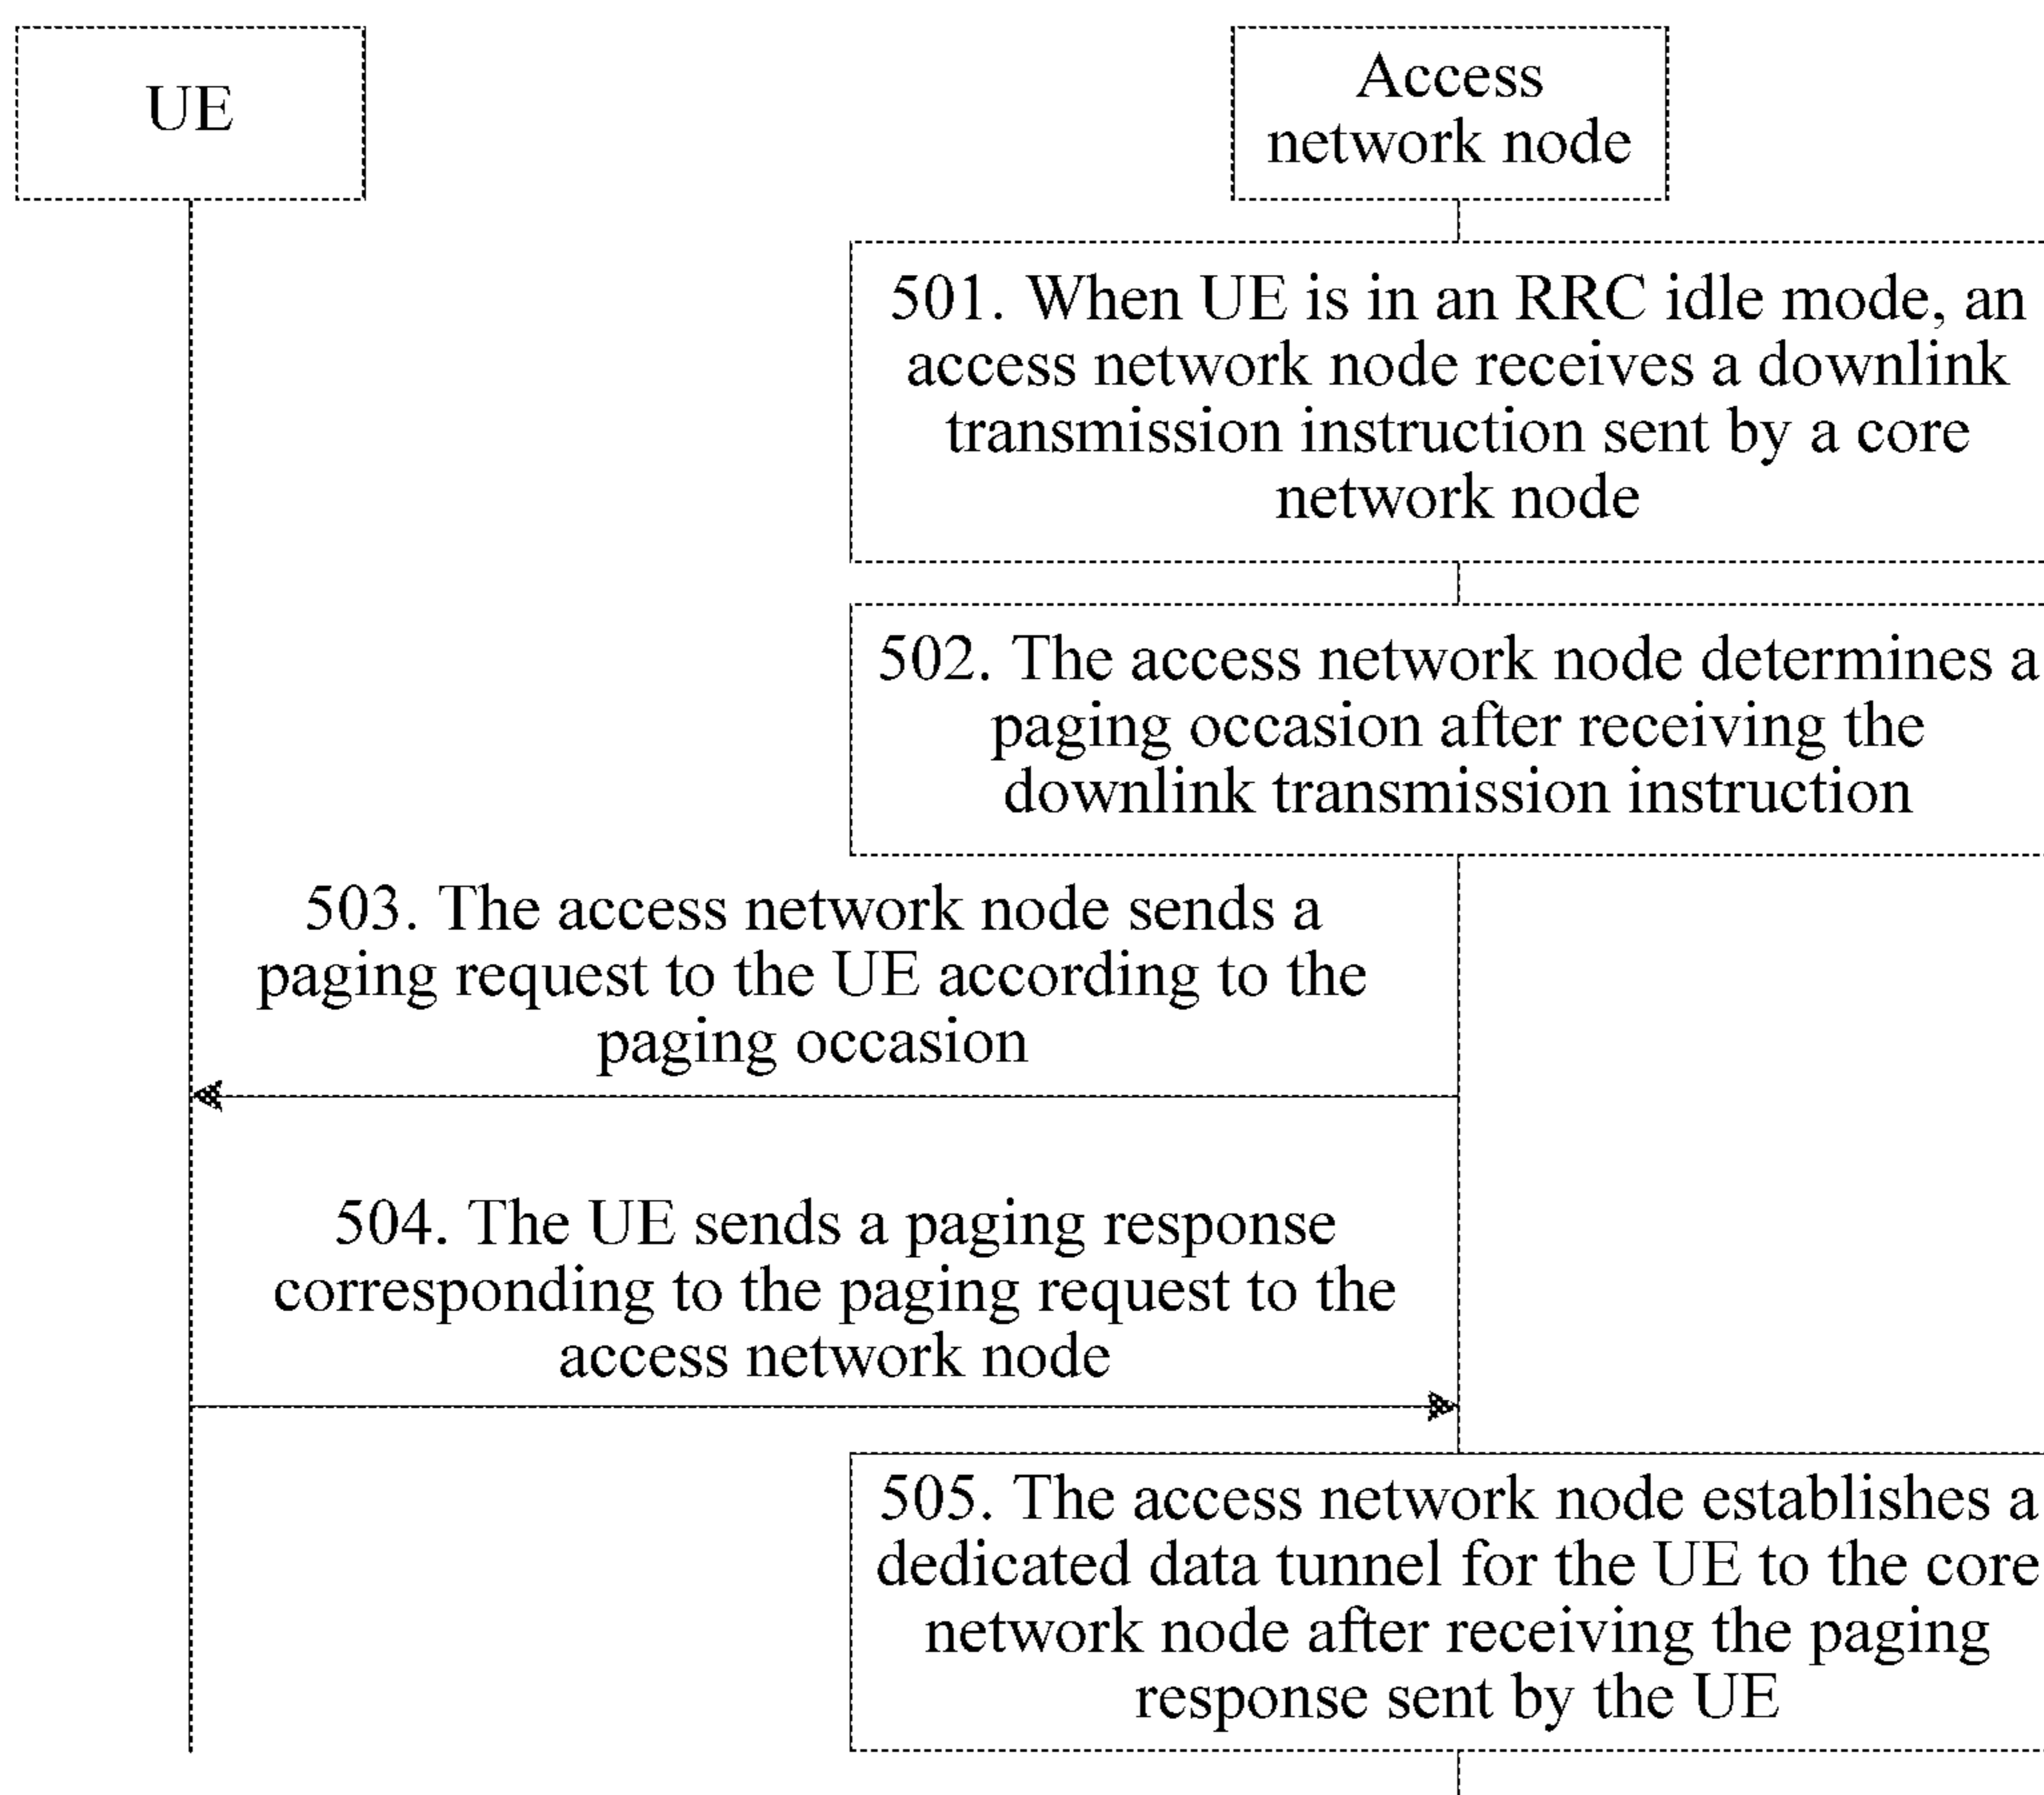 UE
Access
network node
501. When UE is in an RRC idle mode, an
access network node receives a downlink
transmission instruction sent by a core
network node
502. The access network node determines a
paging occasion after receiving the
downlink transmission instruction
503. The access network node sends a
paging request to the UE according to the
paging occasion
504. The UE sends a paging response
corresponding to the paging request to the
access network node
505. The access network node establishes a
dedicated data tunnel for the UE to the core
network node after receiving the paging
response sent by the UE